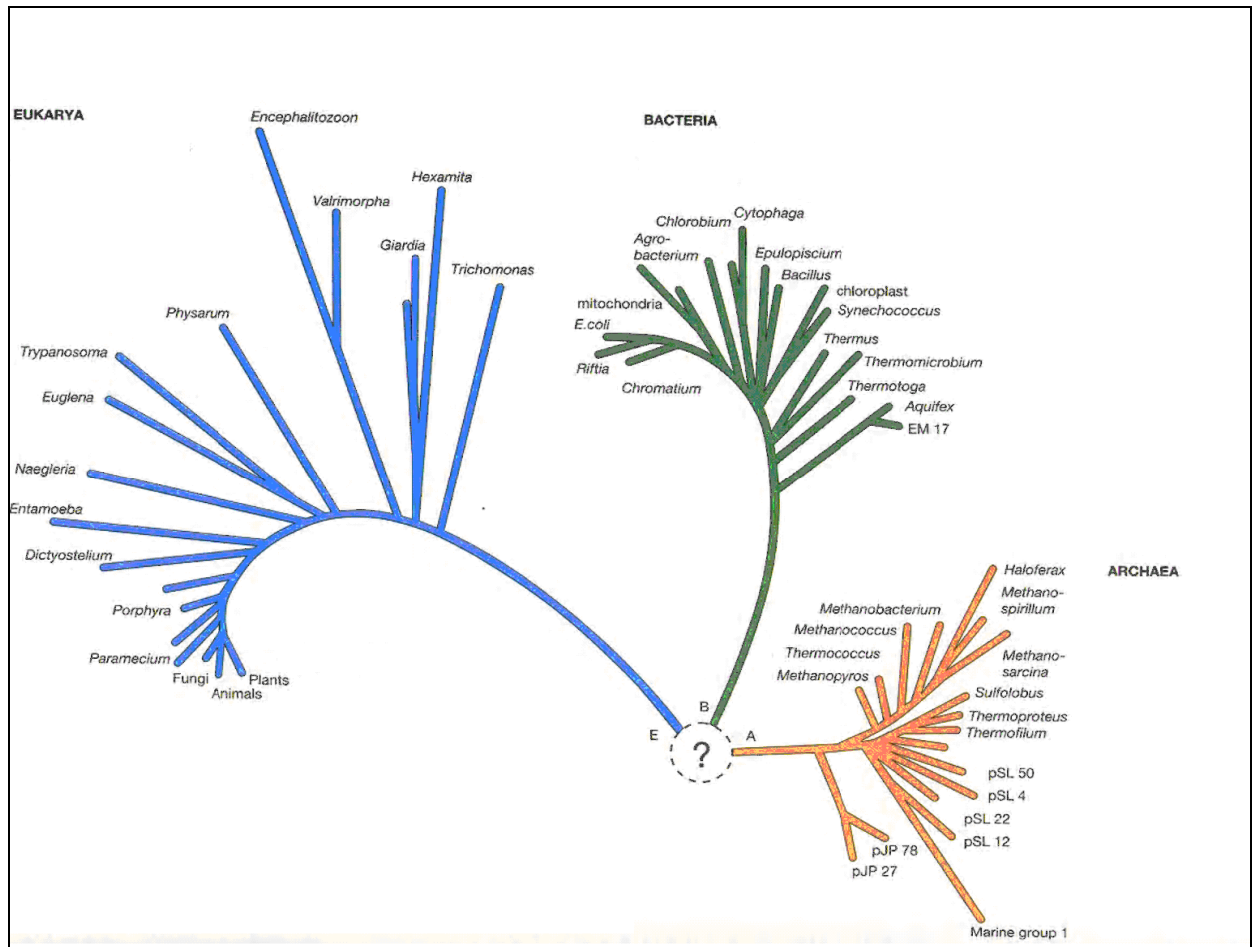 EUKARYA
Encephalitozoon
BACTERIA
Hexamita
Valrimorpha
Giardia
Trichomonas
Physarum
Trypanosoma
Euglena
Naegleria
Entamoeba
Dictyostelium
Porphyra
Paramecium
Fungi
Animals
Plants
Cytophaga
Chlorobium
Agro-
bacterium
Epulopiscium
Bacillus
mitochondria
chloroplast
E.coli
Synechococcus
Riftia
Thermus
Chromatium
Thermomicrobium
Thermotoga
Aquifex
EM 17
Haloferax
ARCHAEA
Methano-
spirillum
Methanobacterium
Methanococcus
Thermococcus
Methanopyros
Methano-
sarcina
Sulfolobus
Thermoproteus
Thermofilum
B
E
A
?
pSL 50
pSL 4
pSL 22
pSL 12
pJP 78
pJP 27
Marine group 1